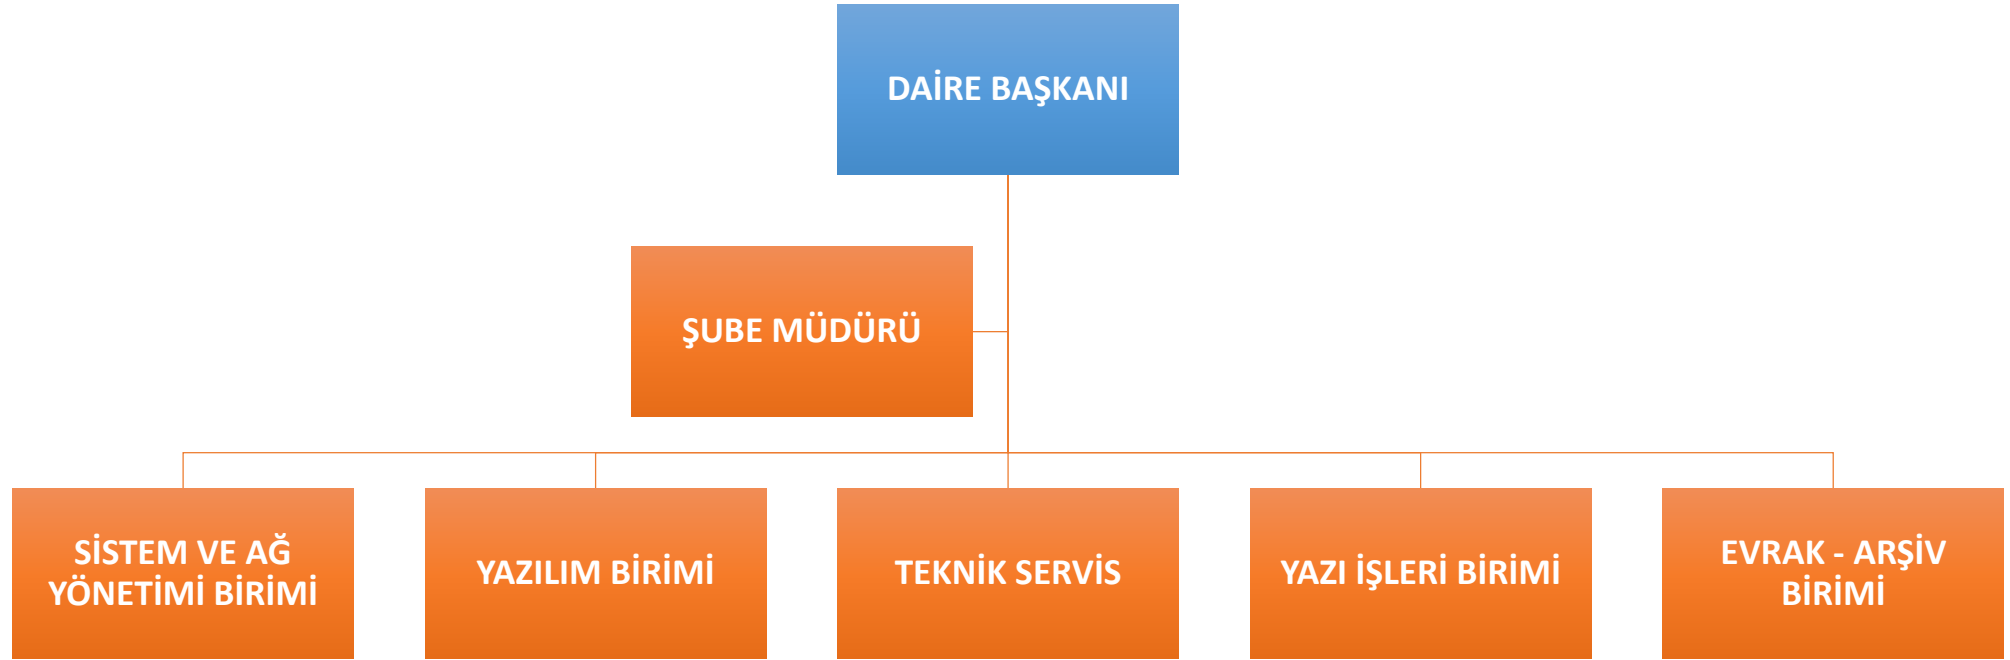 DAİRE BAŞKANI
ŞUBE MÜDÜRÜ
SİSTEM VE AĞ
YÖNETİMİ BİRİMİ
YAZILIM BİRİMİ
TEKNİK SERVİS
YAZI İŞLERİ BİRİMİ
EVRAK - ARŞİV
BİRİMİ